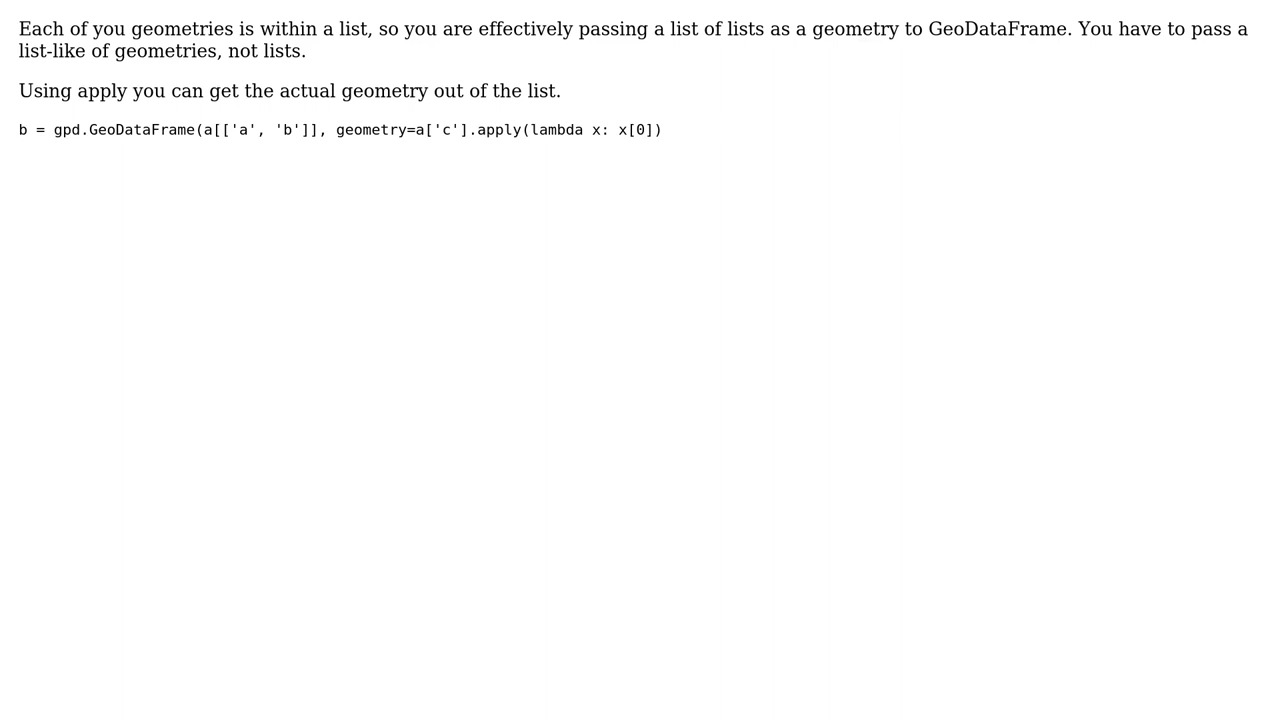 Each of you geometries is within a list, so you are effectively passing a list of lists as a geometry to GeoDataFrame. You have to pass a
list-like of geometries, not lists.
Using apply you can get the actual geometry out of the list.
b = gpd.GeoDataFrame(a[['a', 'b']], geometry=a['c'].apply(lambda x: x[0])